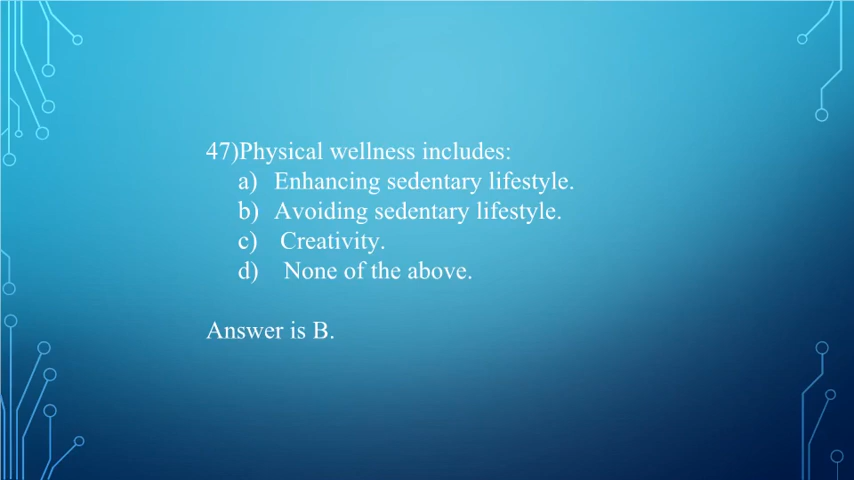 47)Physical wellness includes:
a) Enhancing sedentary lifestyle.
b) Avoiding sedentary lifestyle.
c) Creativity.
d) None of the above.
Answer is B.